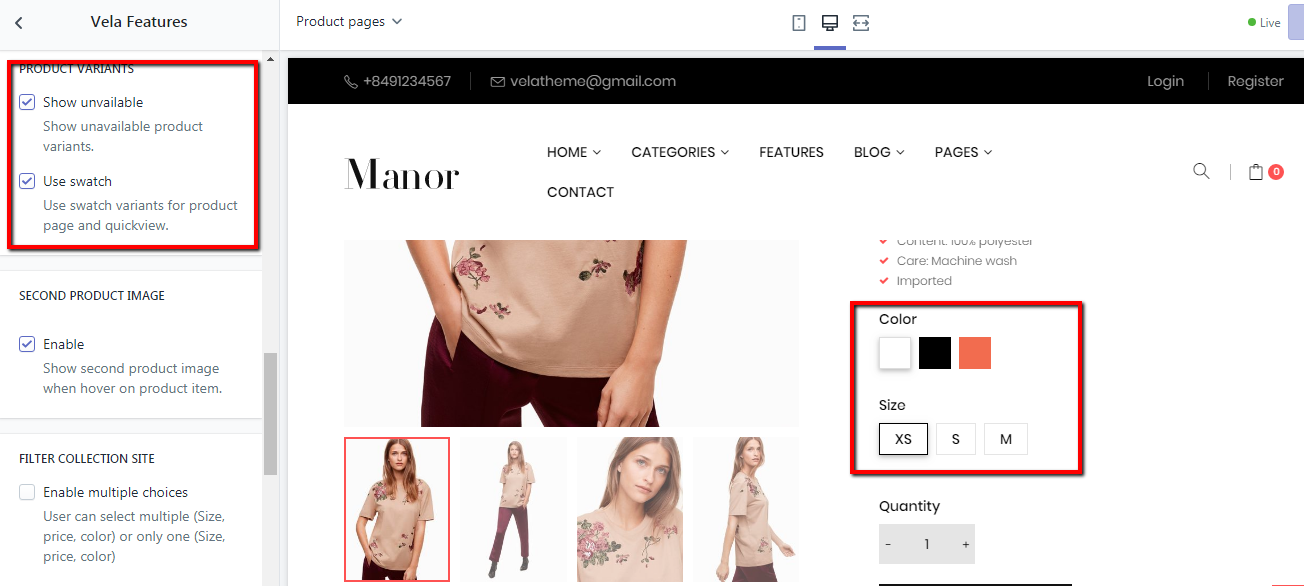 Vela Features
PRODUCT VARIANTS
Show unvailable
Show unavailable product
variants.
Use swatch
Use swatch variants for product
page and quickview.
SECOND PRODUCT IMAGE
Enable
Show second product image
when hover on product item.
FILTER COLLECTION SITE
Enable multiple choices
User can select multiple (Size,
price, color) or only one (Size,
price, color)
Product pages
Live
+8491234567
velatheme@gmail.com
Login
Register
Manor
HOME
CATEGORIES
FEATURES
BLOG
PAGES
CONTACT
0
Content: 100% polyester
Care: Machine wash
Imported
Color
Size
XS S M
Quantity
- 1 +